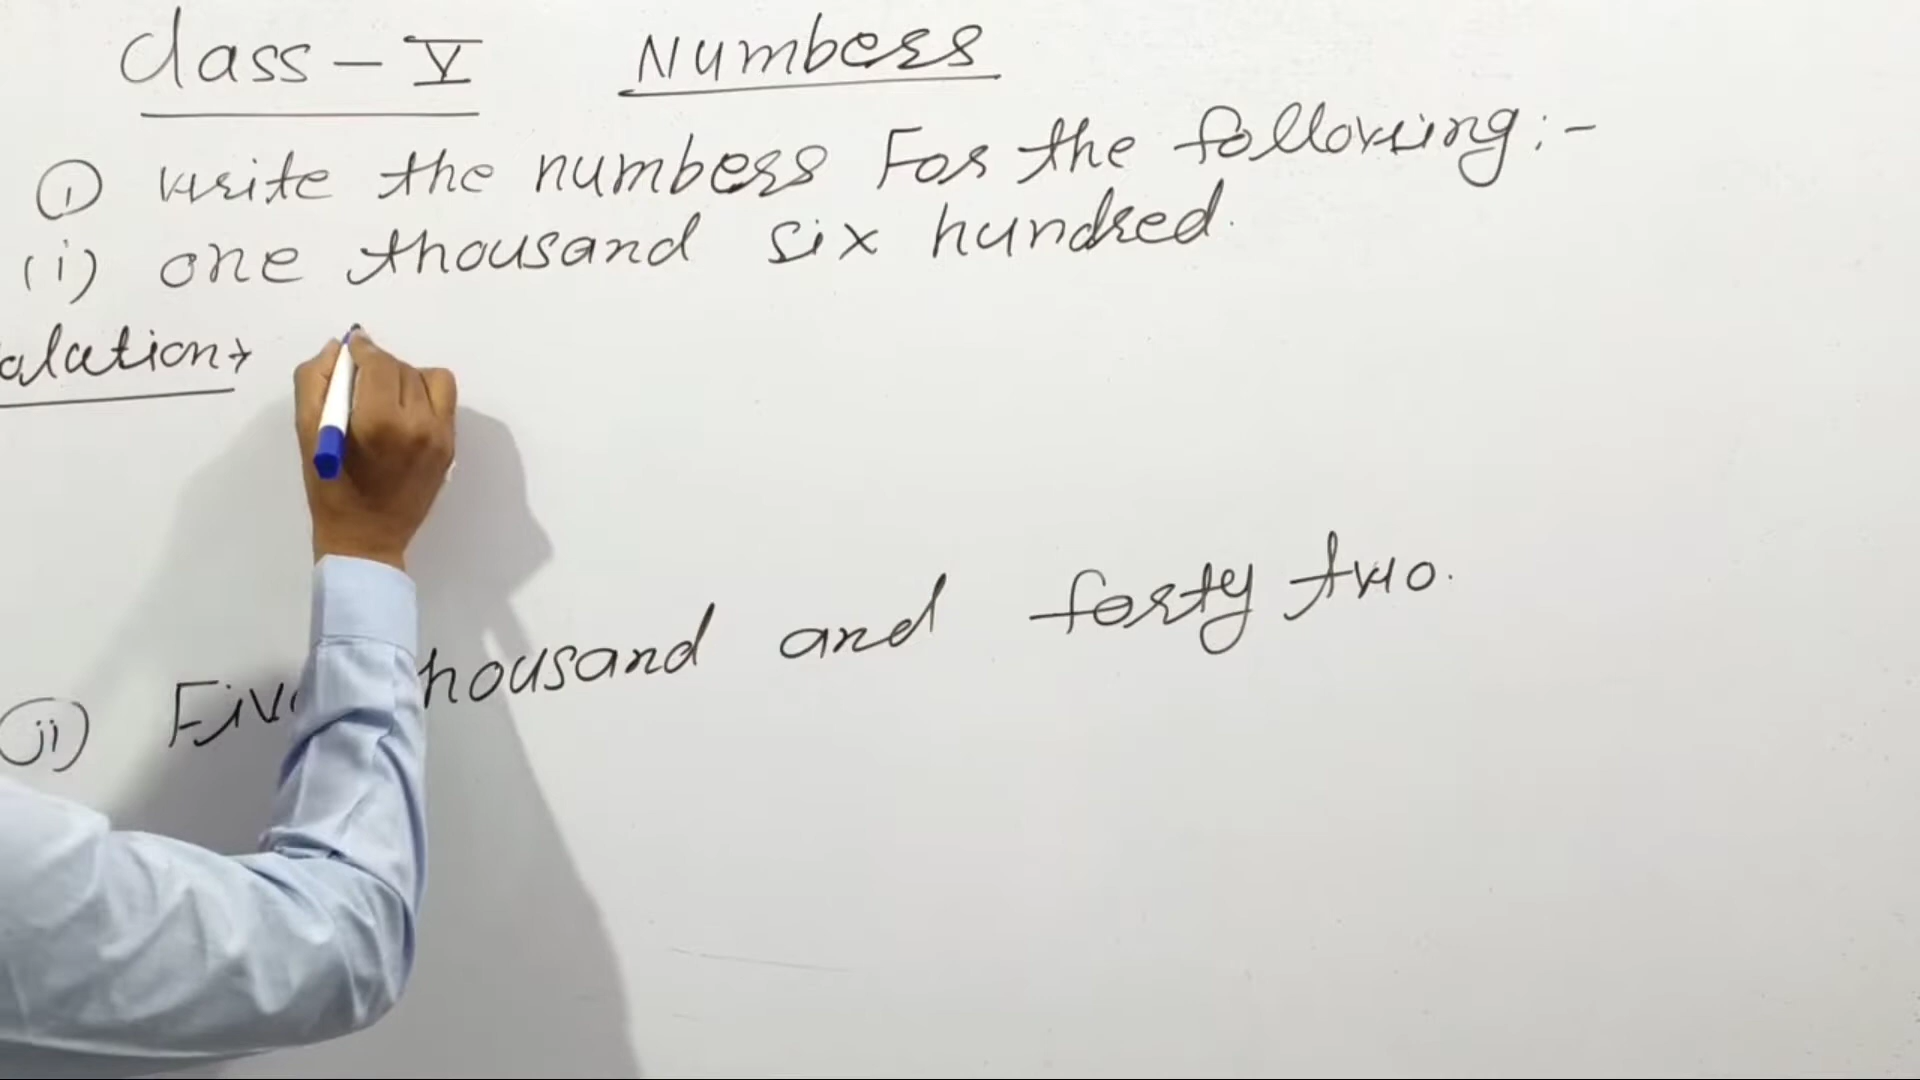 Class - V Numbers
① write the numbers For the following :-
(i) one thousand six hundred.
olution →
(ii) Five housand and forty two.